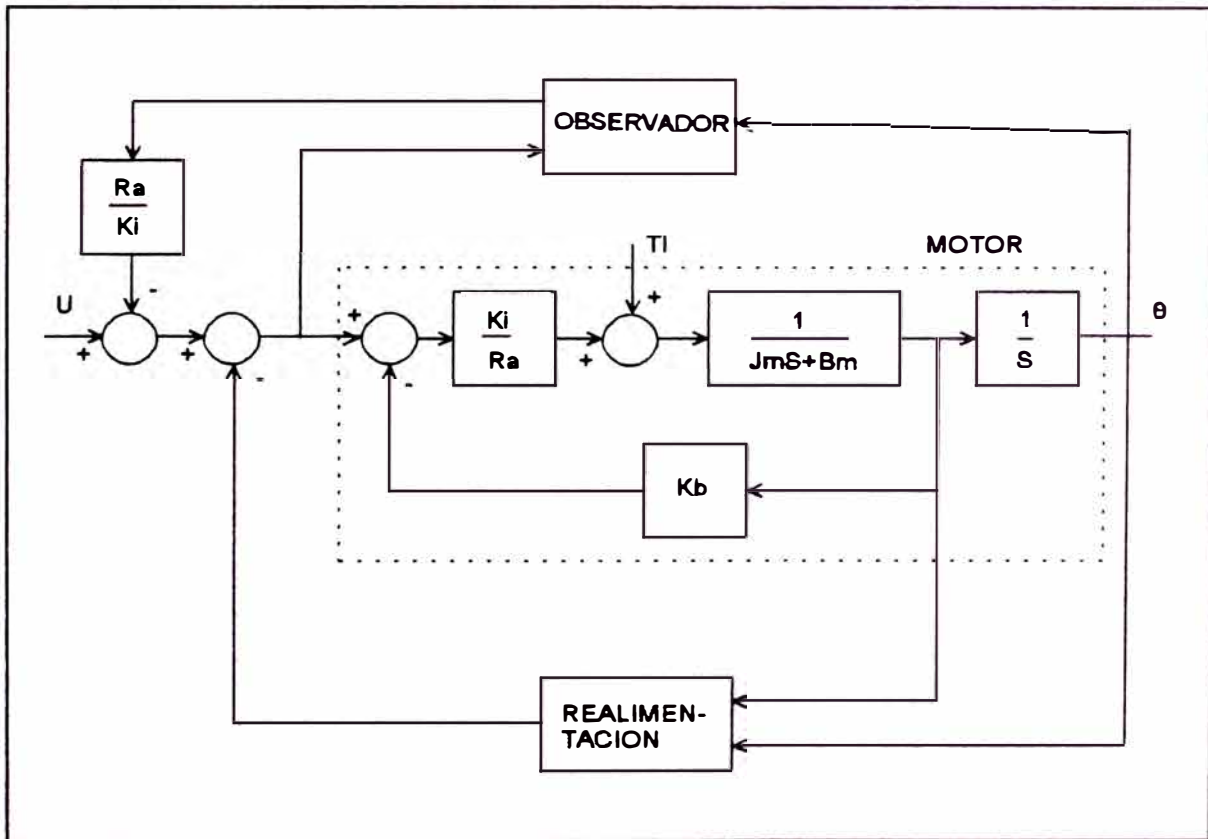 OBSERVADOR
Ra
Ki
-
U
+
+
-
TI
MOTOR
+
-
Ki
Ra
+
+
1
JmS+Bm
1
S
θ
Kb
REALIMEN-
TACION